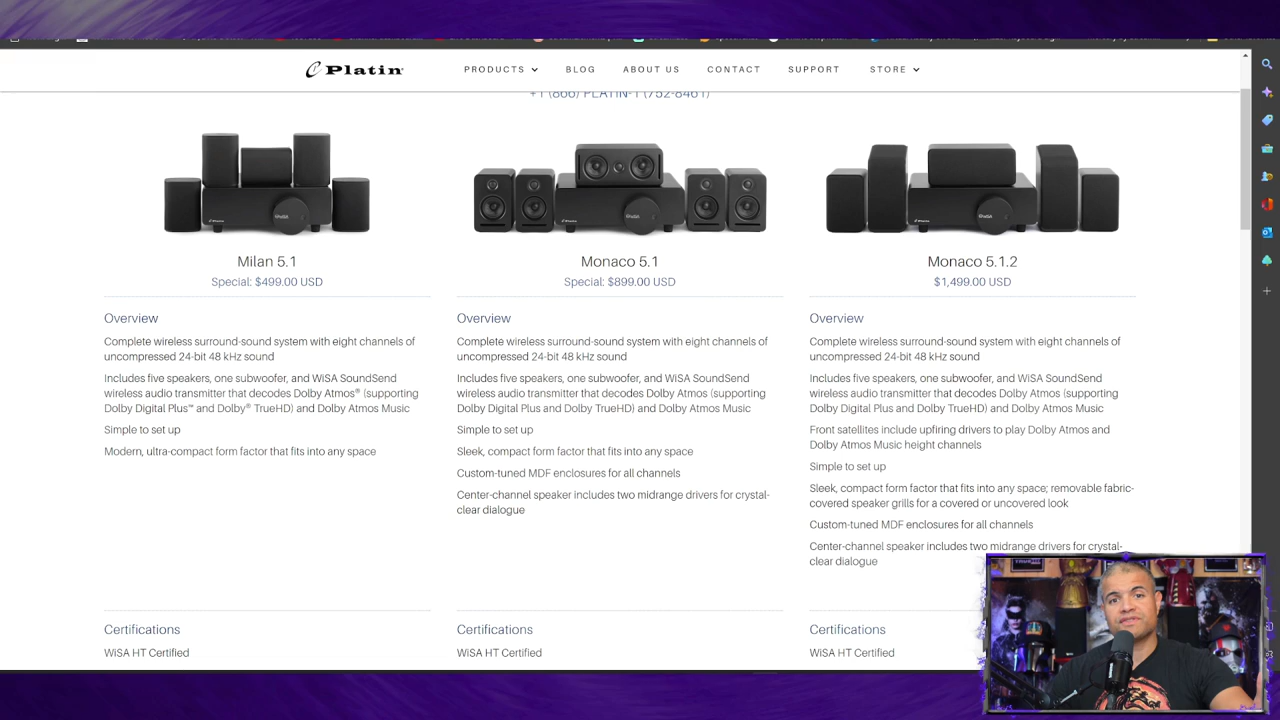 Platin
PRODUCTS
BLOG
ABOUT US
CONTACT
SUPPORT
STORE
+1 (866) PLATIN-1 (752-8461)
Milan 5.1
Special: $499.00 USD
Overview
Complete wireless surround-sound system with eight channels of
uncompressed 24-bit 48 kHz sound
Includes five speakers, one subwoofer, and WiSA SoundSend
wireless audio transmitter that decodes Dolby Atmos® (supporting
Dolby Digital Plus™ and Dolby® TrueHD) and Dolby Atmos Music
Simple to set up
Modern, ultra-compact form factor that fits into any space
Certifications
WiSA HT Certified
Monaco 5.1
Special: $899.00 USD
Overview
Complete wireless surround-sound system with eight channels of
uncompressed 24-bit 48 kHz sound
Includes five speakers, one subwoofer, and WiSA SoundSend
wireless audio transmitter that decodes Dolby Atmos (supporting
Dolby Digital Plus and Dolby TrueHD) and Dolby Atmos Music
Simple to set up
Sleek, compact form factor that fits into any space
Custom-tuned MDF enclosures for all channels
Center-channel speaker includes two midrange drivers for crystal-
clear dialogue
Certifications
WiSA HT Certified
Monaco 5.1.2
$1,499.00 USD
Overview
Complete wireless surround-sound system with eight channels of
uncompressed 24-bit 48 kHz sound
Includes five speakers, one subwoofer, and WiSA SoundSend
wireless audio transmitter that decodes Dolby Atmos (supporting
Dolby Digital Plus and Dolby TrueHD) and Dolby Atmos Music
Front satellites include upfiring drivers to play Dolby Atmos and
Dolby Atmos Music height channels
Simple to set up
Sleek, compact form factor that fits into any space; removable fabric-
covered speaker grills for a covered or uncovered look
Custom-tuned MDF enclosures for all channels
Center-channel speaker includes two midrange drivers for crystal-
clear dialogue
Certifications
WiSA HT Certified